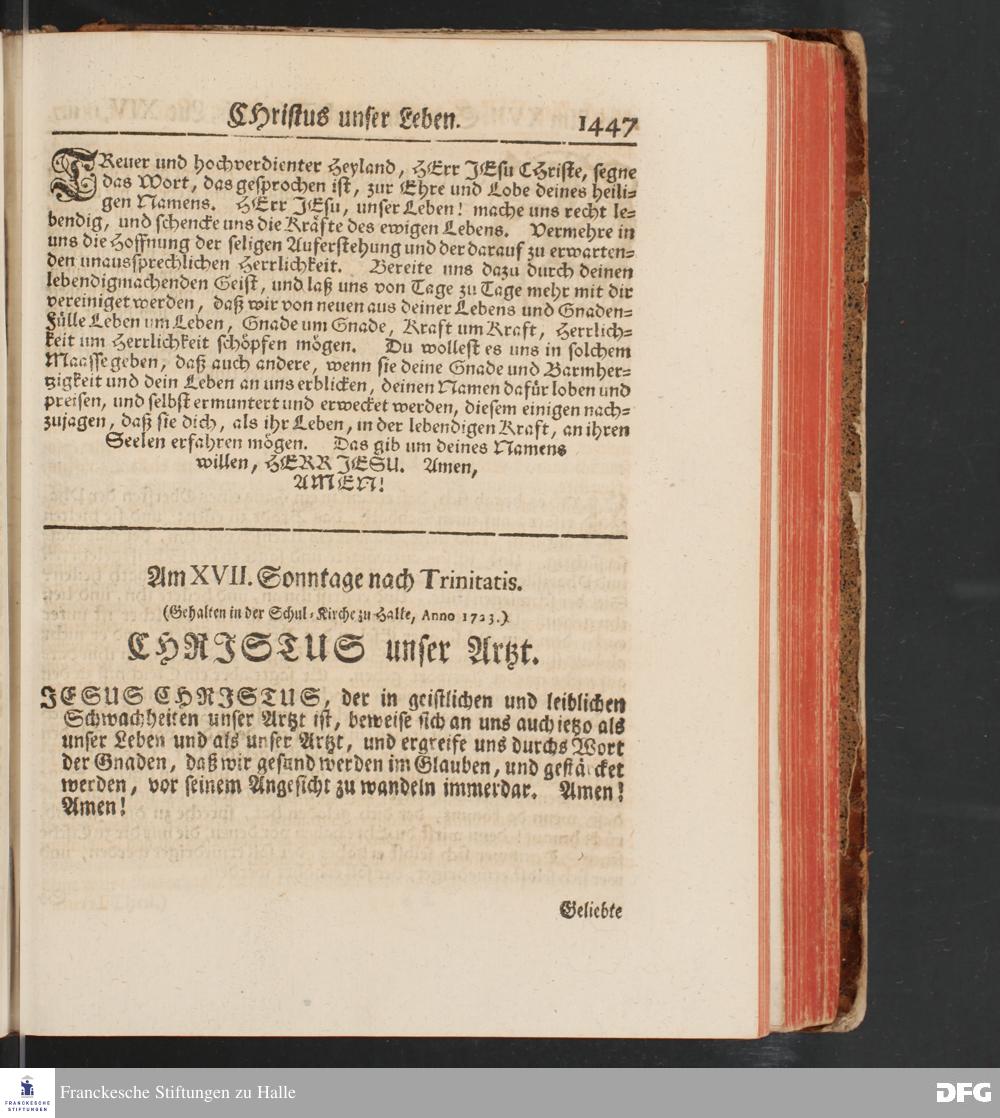 CHristus unser Leben. 1447
TReuer und hochverdienter Heyland, HErr JEsu CHriste, segne
das Wort, das gesprochen ist, zur Ehre und Lobe deines heili-
gen Namens. HErr JEsu, unser Leben! mache uns recht le-
bendig, und schencke uns die Kräfte des ewigen Lebens. Vermehre in
uns die Hoffnung der seligen Auferstehung und der darauf zu erwarten-
den unaussprechlichen Herrlichkeit. Bereite uns dazu durch deinen
lebendigmachenden Geist, und laß uns von Tage zu Tage mehr mit dir
vereiniget werden, daß wir von neuen aus deiner Lebens und Gnaden-
Fülle Leben um Leben, Gnade um Gnade, Kraft um Kraft, Herrlich-
keit um Herrlichkeit schöpfen mögen. Du wollest es uns in solchem
Maasse geben, daß auch andere, wenn sie deine Gnade und Barmher-
tzigkeit und dein Leben an uns erblicken, deinen Namen dafür loben und
preisen, und selbst ermuntert und erwecket werden, diesem einigen nach-
zujagen, daß sie dich, als ihr Leben, in der lebendigen Kraft, an ihren
Seelen erfahren mögen. Das gib um deines Namens
willen, HERR JESU. Amen,
AMEN!
Am XVII. Sonntage nach Trinitatis.
(Gehalten in der Schul-Kirche zu Halle, Anno 1723.)
CHRISTUS unser Artzt.
JESUS CHRISTUS, der in geistlichen und leiblichen
Schwachheiten unser Artzt ist, beweise sich an uns auch ietzo als
unser Leben und als unser Artzt, und ergreife uns durchs Wort
der Gnaden, daß wir gesund werden im Glauben, und gestärcket
werden, vor seinem Angesicht zu wandeln immerdar. Amen!
Amen!
Geliebte
FRANCKESCHE
STIFTUNGEN
Franckesche Stiftungen zu Halle
DFG